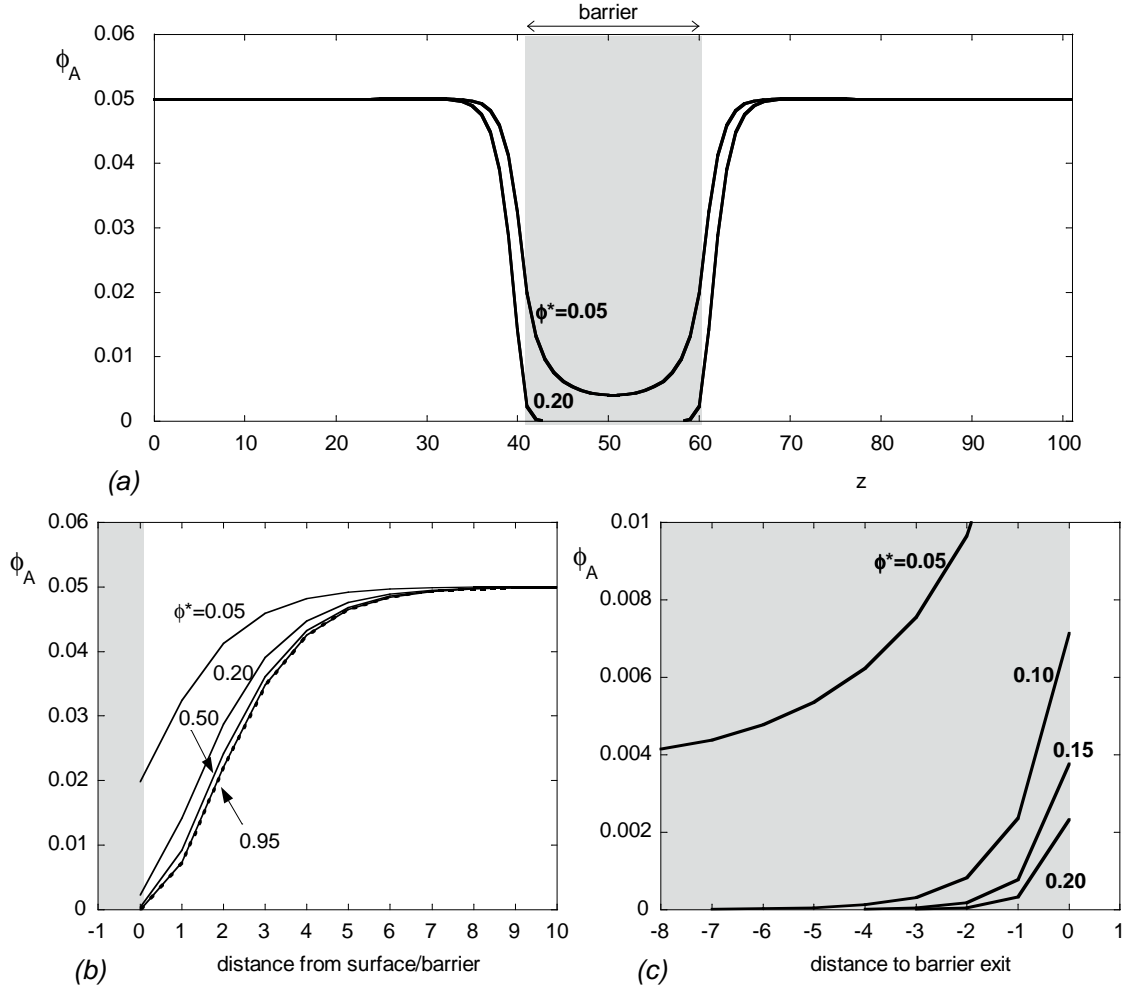 barrier
0.06
ϕA
0.05
0.04
0.03
0.02
ϕ*=0.05
0.01
0.20
0
0 10 20 30 40 50 60 70 80 90 100
(a)
z
0.06
ϕA
0.05
ϕ*=0.05
0.04
0.03
0.20
0.50
0.02
0.95
0.01
0
-1 0 1 2 3 4 5 6 7 8 9 10
(b)
distance from surface/barrier
0.01
ϕA
ϕ*=0.05
0.008
0.006
0.10
0.004
0.15
0.002
0.20
0
-8 -7 -6 -5 -4 -3 -2 -1 0 1
(c)
distance to barrier exit